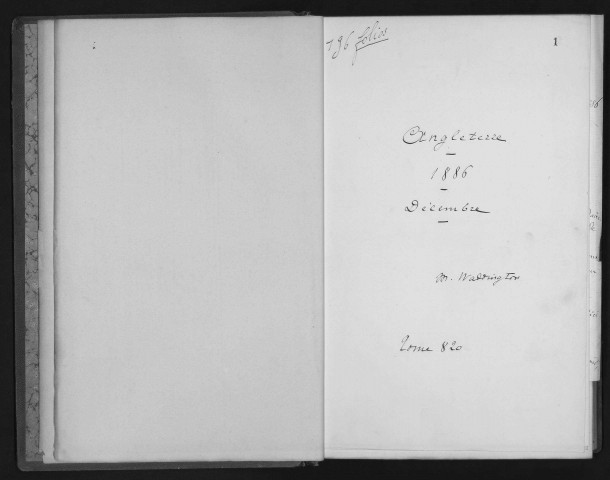 196 folios
1
Angleterre
1886
Décembre
M. Waddington
Tome 820